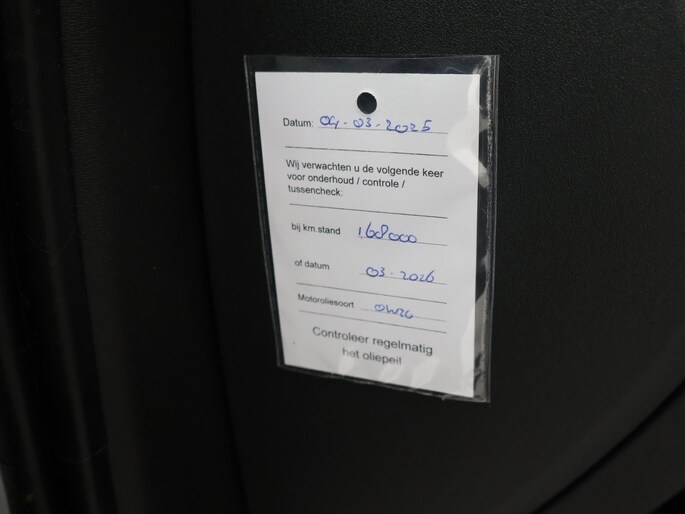 Datum: 04-03-2025
Wij verwachten u de volgende keer
voor onderhoud / controle /
tussencheck:
bij km.stand 168000
of datum 03-2026
Motoroliesoort
Controleer regelmatig
het oliepeil